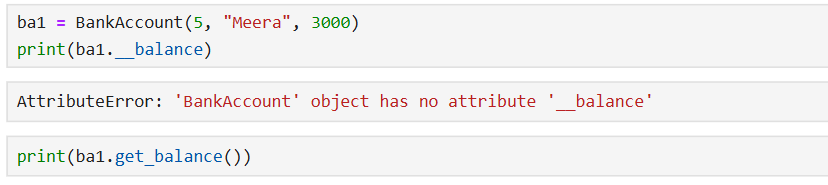 ba1 = BankAccount(5, "Meera", 3000)
print(ba1.__balance)
AttributeError: 'BankAccount' object has no attribute '__balance'
print(ba1.get_balance())